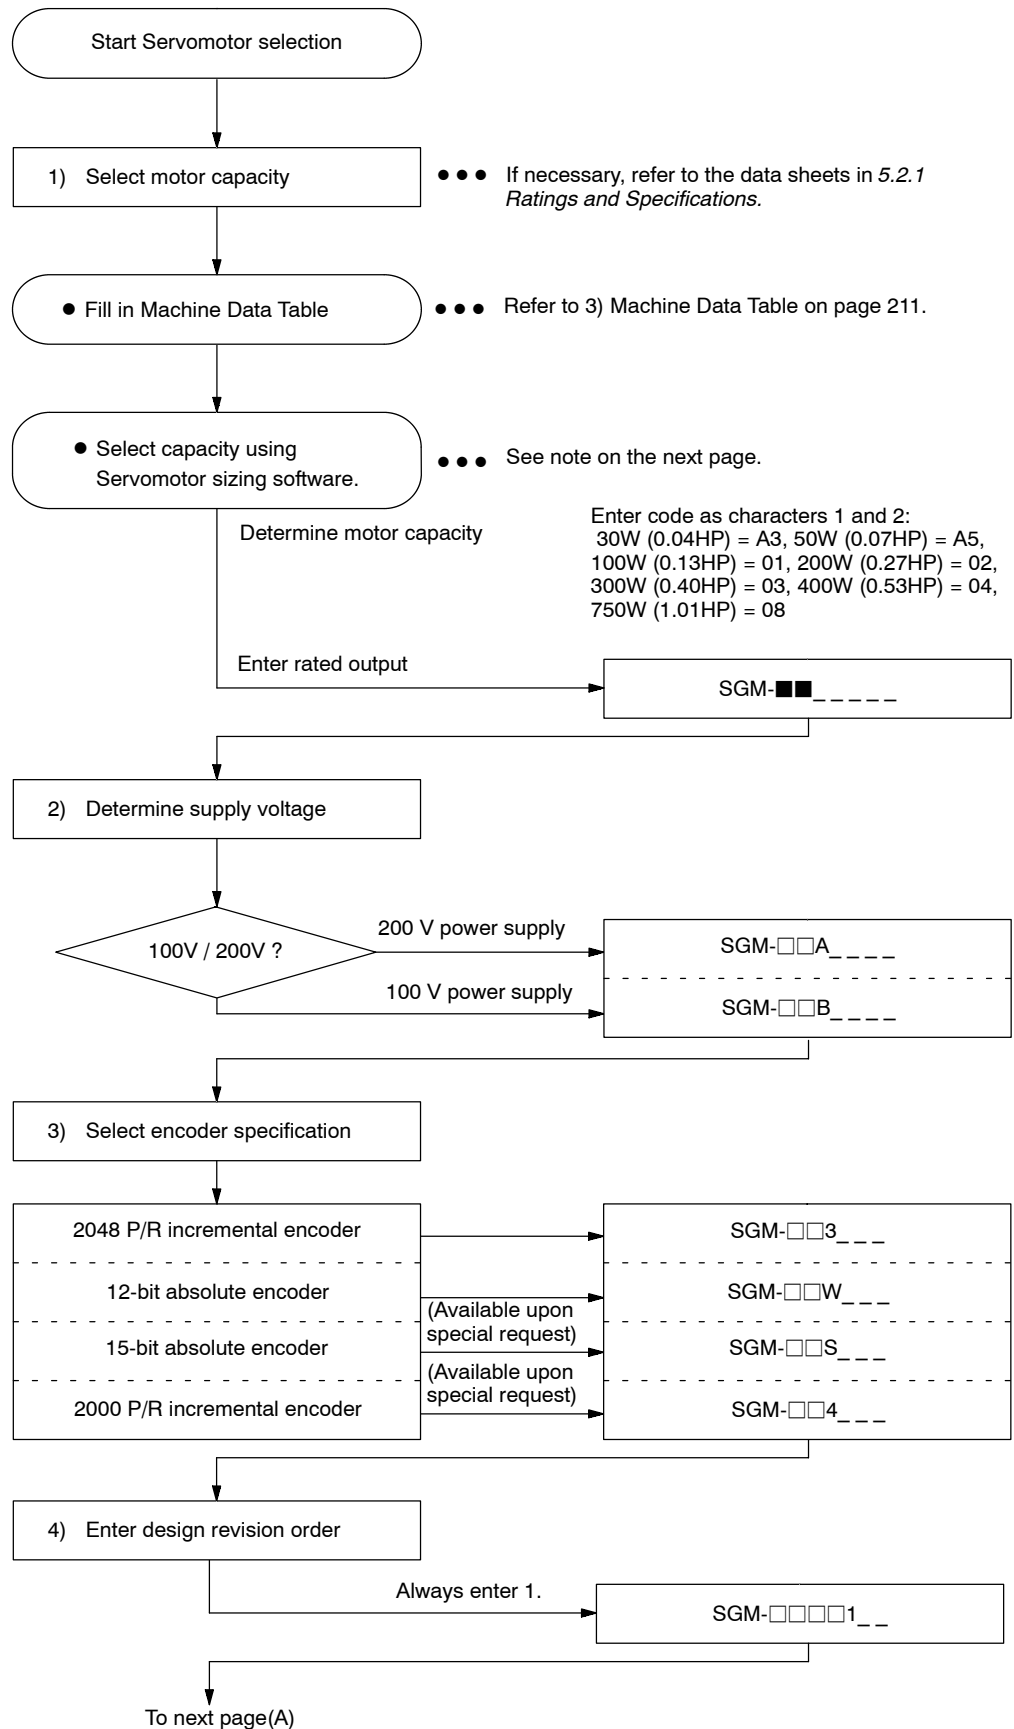 Start Servomotor selection
1) Select motor capacity
●●● If necessary, refer to the data sheets in 5.2.1
Ratings and Specifications.
● Fill in Machine Data Table
●●● Refer to 3) Machine Data Table on page 211.
● Select capacity using
Servomotor sizing software.
●●● See note on the next page.
Determine motor capacity
Enter code as characters 1 and 2:
30W (0.04HP) = A3, 50W (0.07HP) = A5,
100W (0.13HP) = 01, 200W (0.27HP) = 02,
300W (0.40HP) = 03, 400W (0.53HP) = 04,
750W (1.01HP) = 08
Enter rated output
SGM-■■_ _ _ _ _
2) Determine supply voltage
100V / 200V ?
200 V power supply
SGM-□□A_ _ _ _
100 V power supply
SGM-□□B_ _ _ _
3) Select encoder specification
2048 P/R incremental encoder
SGM-□□3_ _ _
12-bit absolute encoder
SGM-□□W_ _ _
(Available upon
special request)
15-bit absolute encoder
SGM-□□S_ _ _
(Available upon
special request)
2000 P/R incremental encoder
SGM-□□4_ _ _
4) Enter design revision order
Always enter 1.
SGM-□□□□1_ _
To next page(A)